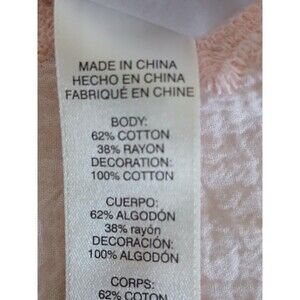 MADE IN CHINA
HECHO EN CHINA
FABRIQUÉ EN CHINE
BODY:
62% COTTON
38% RAYON
DECORATION:
100% COTTON
CUERPO:
62% ALGODÓN
38% rayón
DECORACIÓN:
100% ALGODÓN
CORPS:
62% COTON